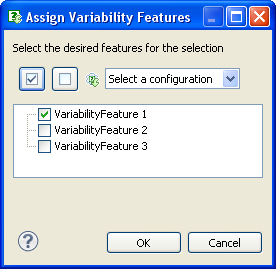 Assign Variability Features
Select the desired features for the selection
Select a configuration
VariabilityFeature 1
VariabilityFeature 2
VariabilityFeature 3
?
OK
Cancel